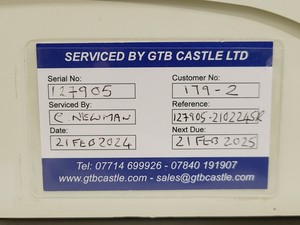 SERVICED BY GTB CASTLE LTD
Serial No: Customer No:
127905 179-2
Serviced By: Reference:
C NEWMAN 127905-210224SR
Date: Next Due:
21 FEB 2024 21 FEB 2025
Tel: 07714 699926 - 07840 191907
www.gtbcastle.com - sales@gtbcastle.com